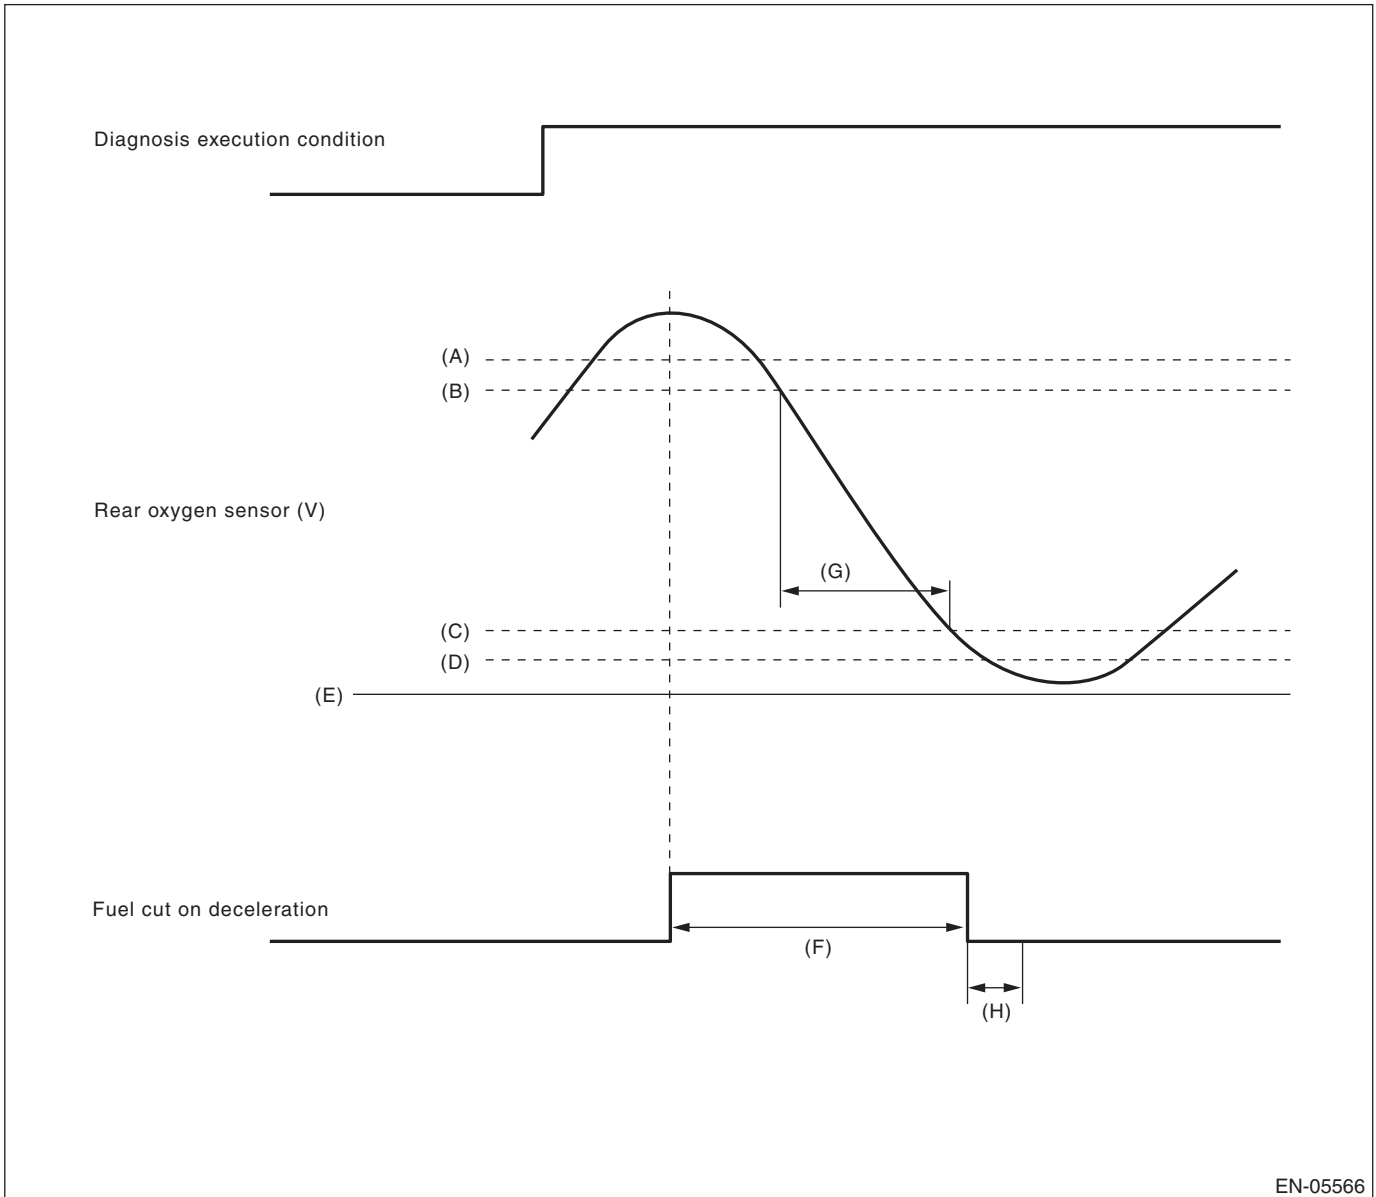 Diagnosis execution condition
(A)
(B)
Rear oxygen sensor (V)
(G)
(C)
(D)
(E)
Fuel cut on deceleration
(F)
(H)
EN-05566